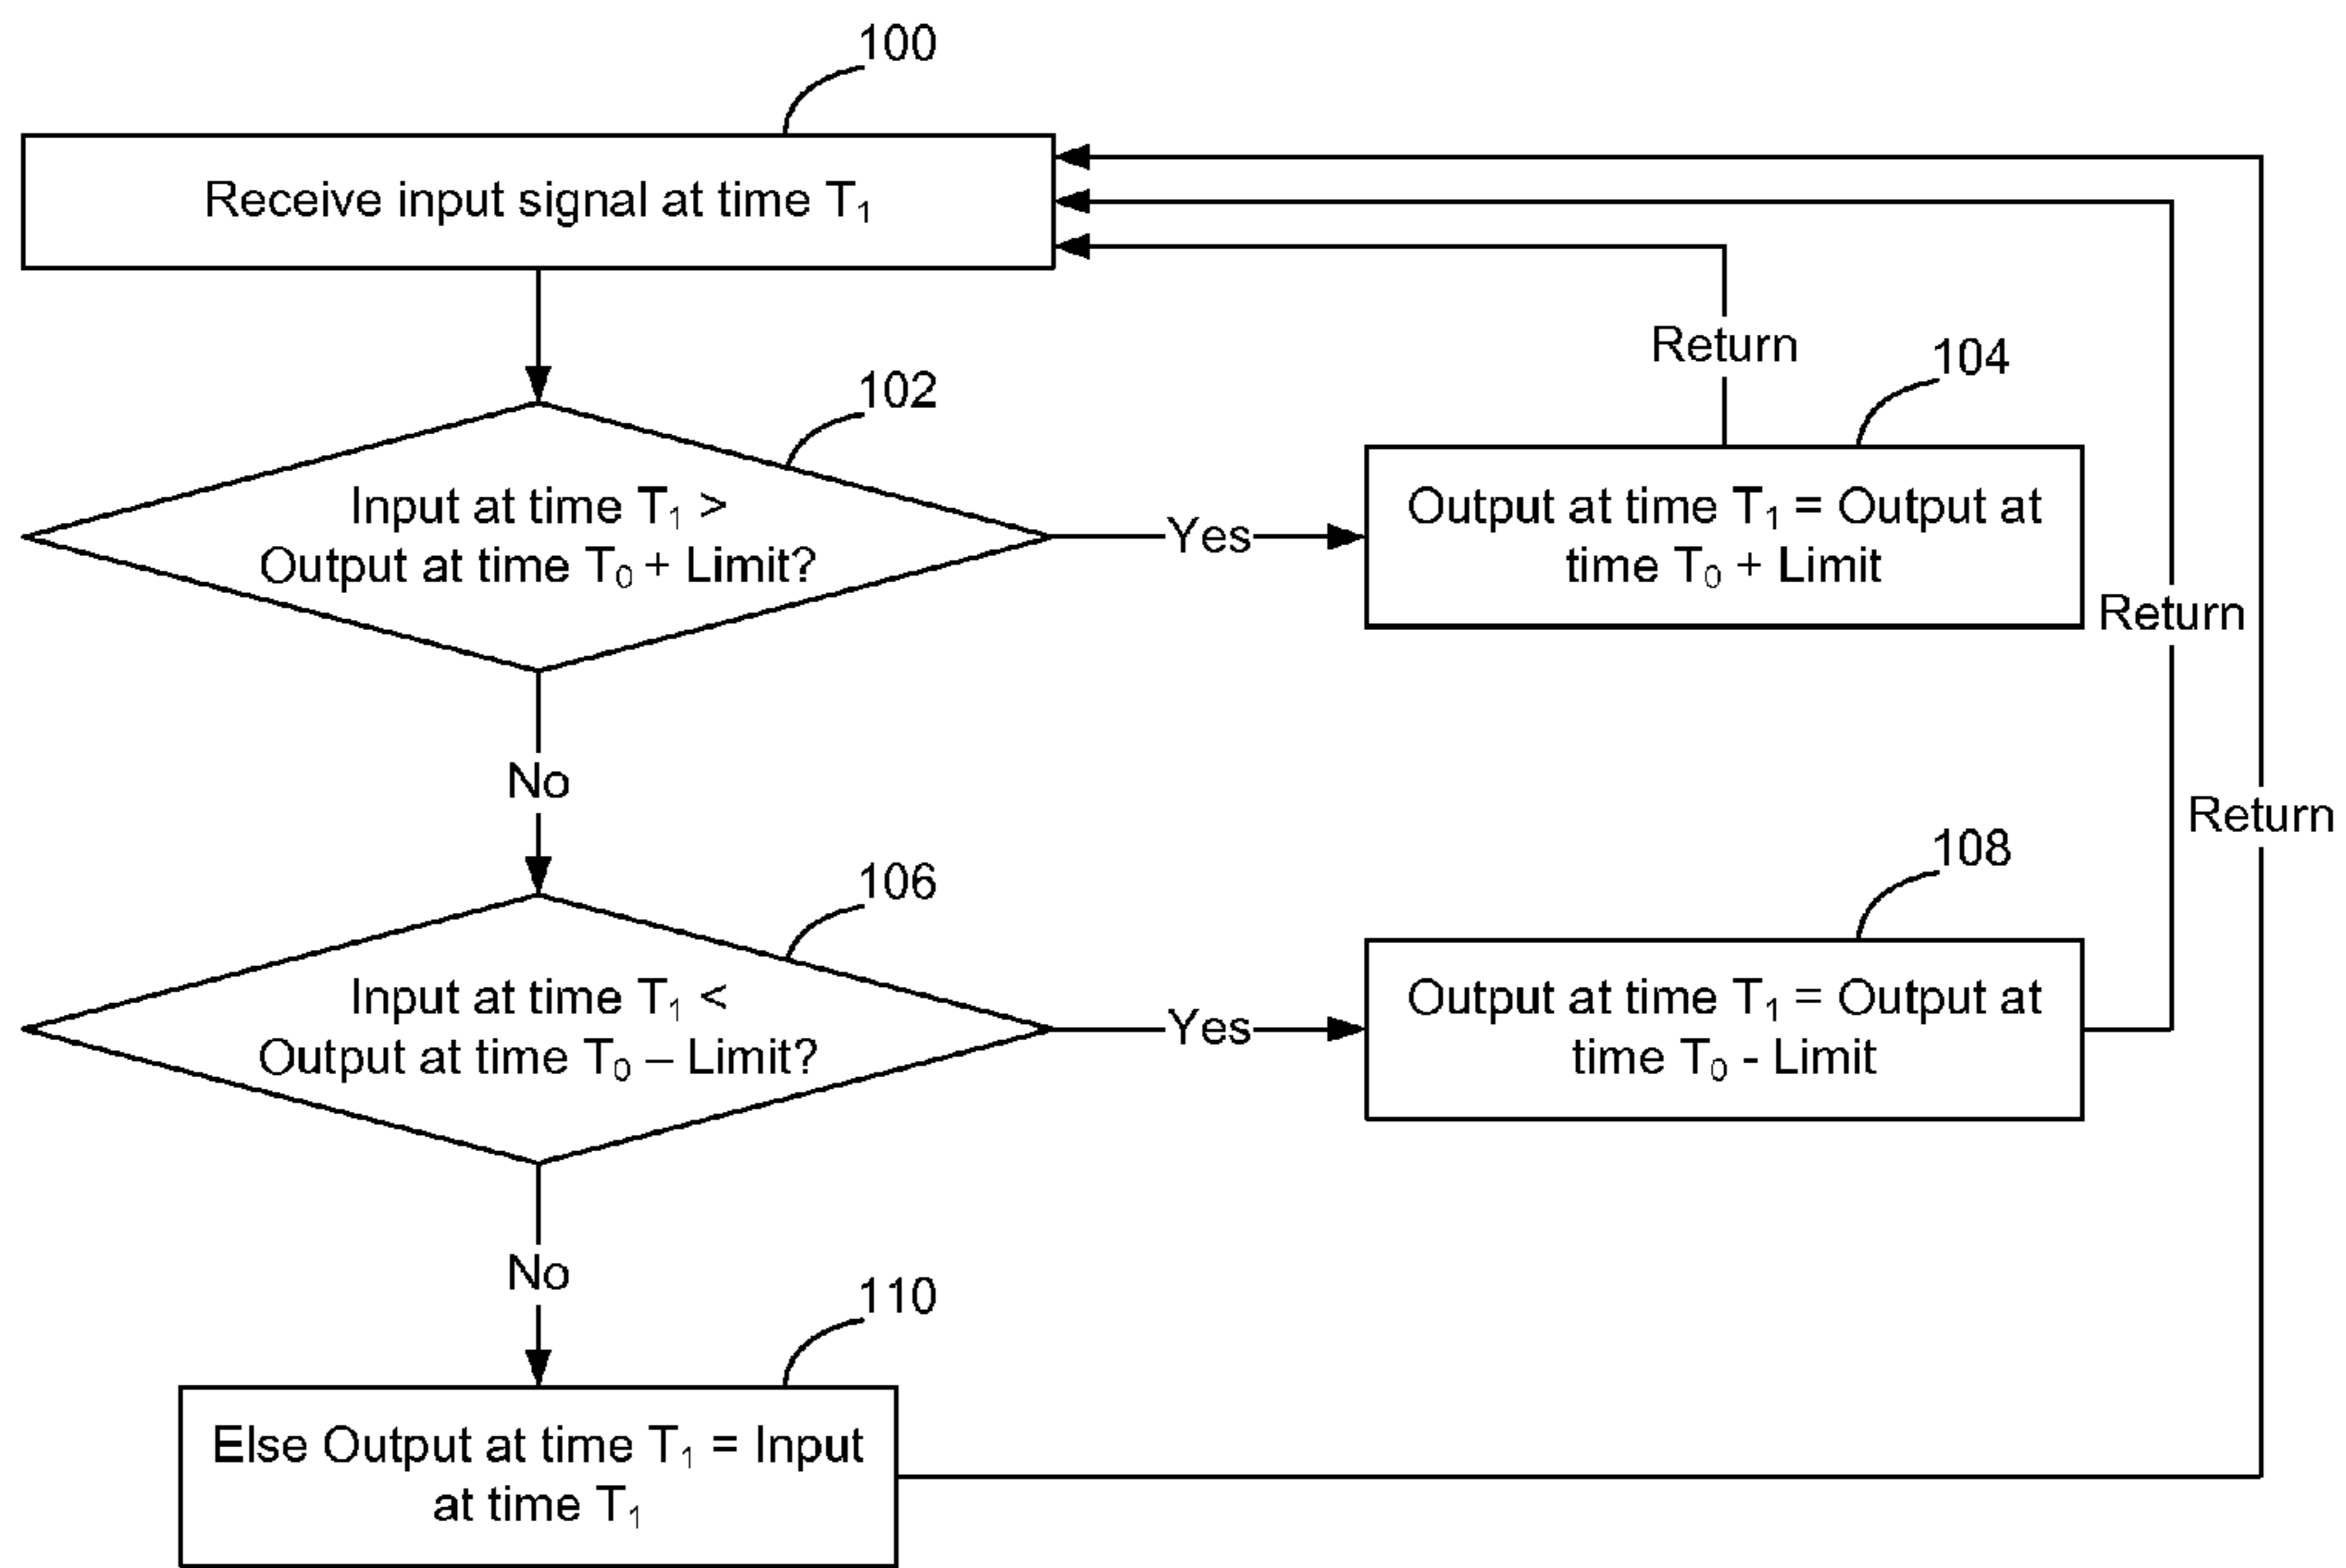 100
Receive input signal at time T₁
Return
102
104
Input at time T₁ >
Output at time T₀ + Limit?
Yes
Output at time T₁ = Output at
time T₀ + Limit
Return
No
Return
106
108
Input at time T₁ <
Output at time T₀ – Limit?
Yes
Output at time T₁ = Output at
time T₀ - Limit
No
110
Else Output at time T₁ = Input
at time T₁